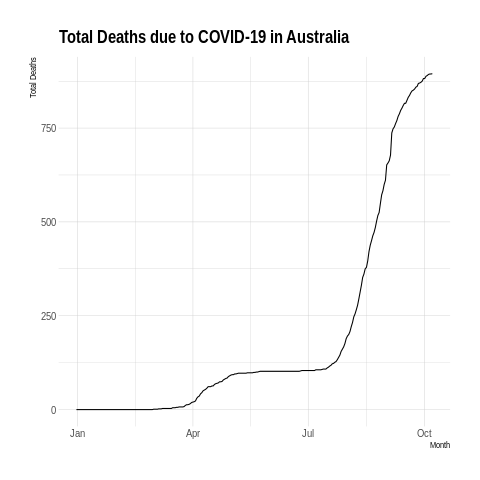 Total Deaths due to COVID-19 in Australia
Total Deaths
750
500
250
0
Jan Apr Jul Oct
Month